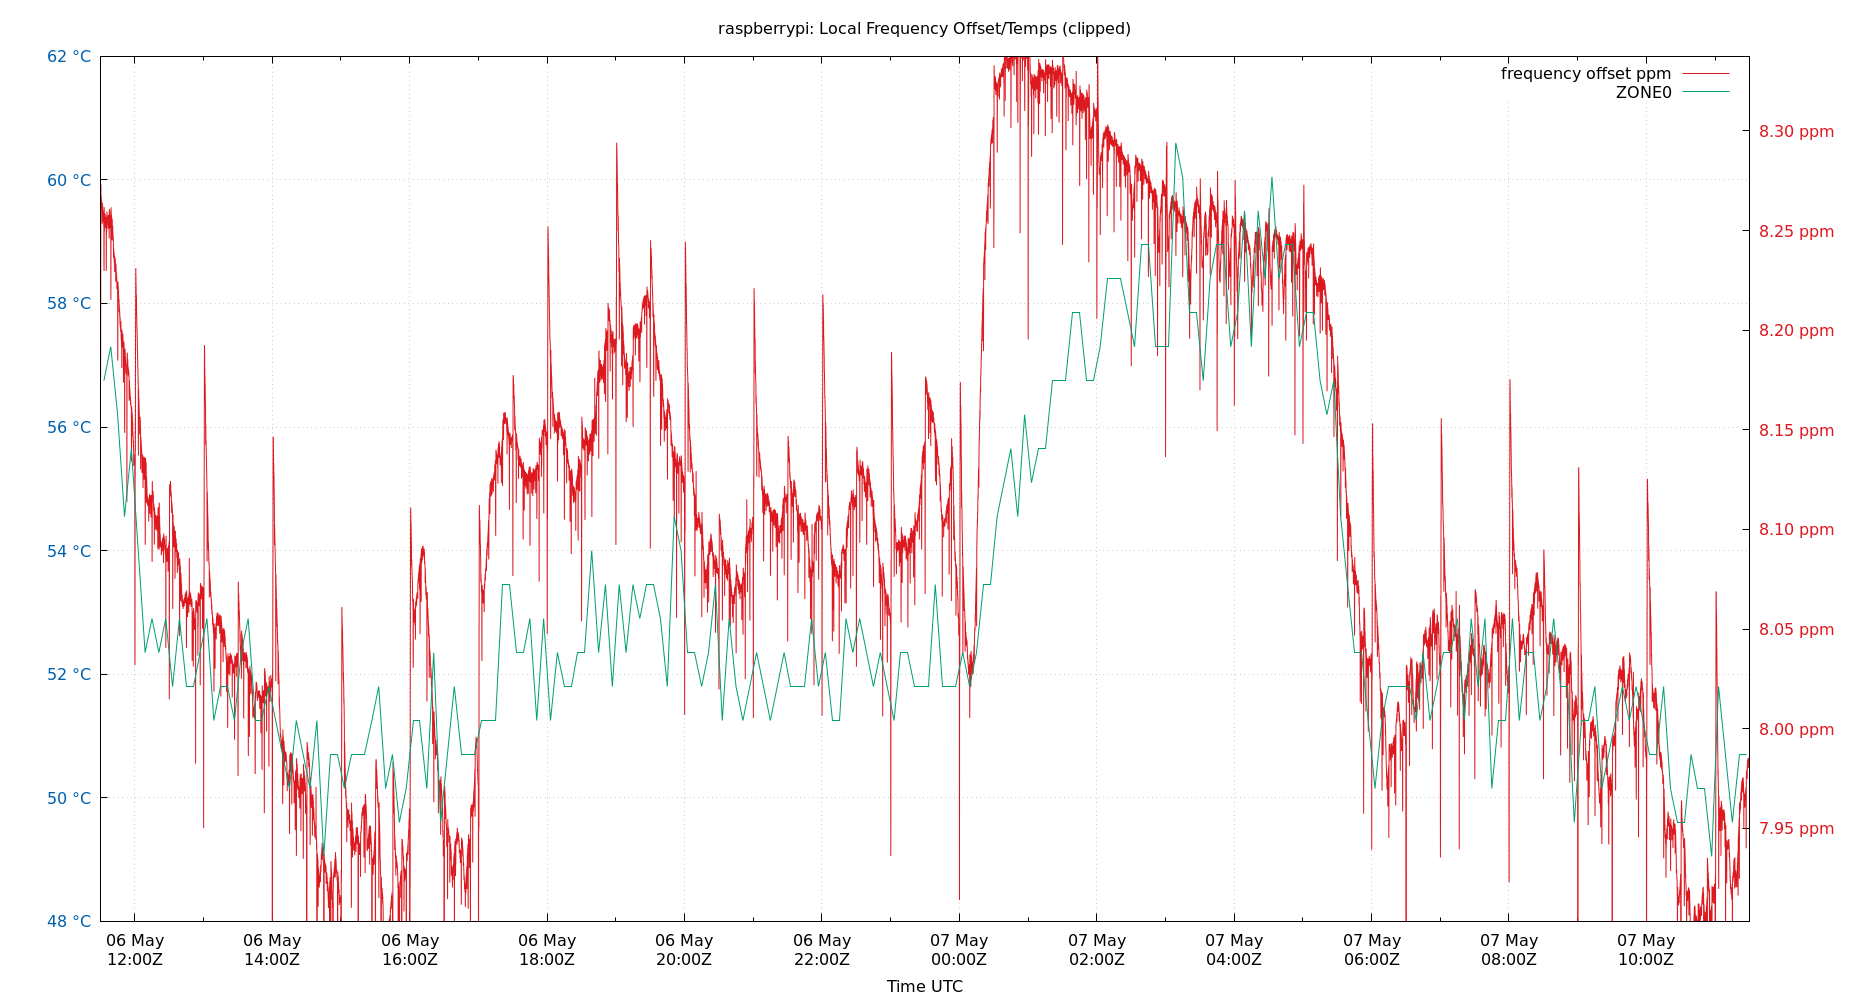 raspberrypi: Local Frequency Offset/Temps (clipped)
62 °C
60 °C
58 °C
56 °C
54 °C
52 °C
50 °C
48 °C
frequency offset ppm
ZONE0
8.30 ppm
8.25 ppm
8.20 ppm
8.15 ppm
8.10 ppm
8.05 ppm
8.00 ppm
7.95 ppm
06 May 06 May 06 May 06 May 06 May 06 May 07 May 07 May 07 May 07 May 07 May 07 May
12:00Z 14:00Z 16:00Z 18:00Z 20:00Z 22:00Z 00:00Z 02:00Z 04:00Z 06:00Z 08:00Z 10:00Z
Time UTC